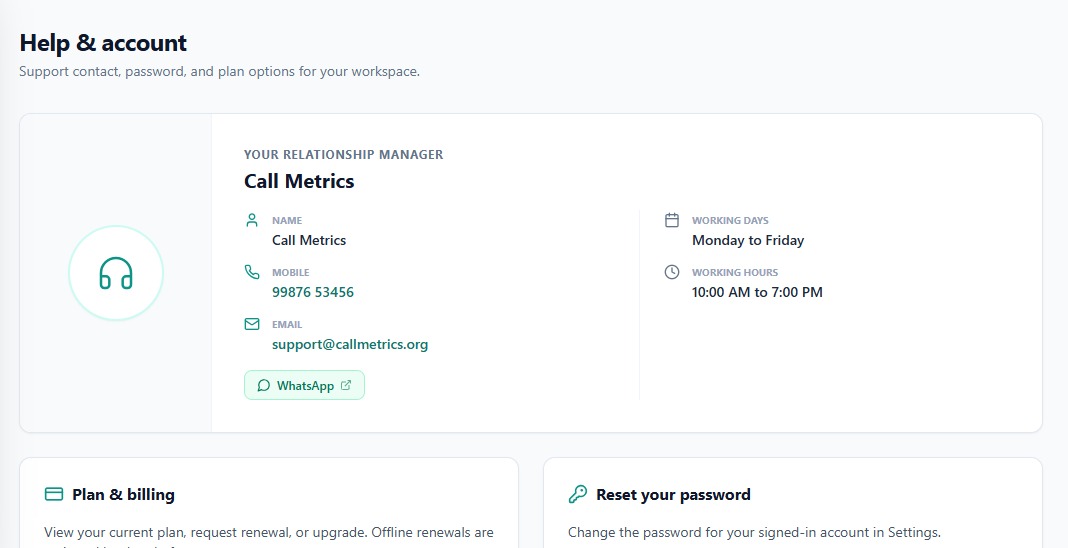 Help & account
Support contact, password, and plan options for your workspace.
YOUR RELATIONSHIP MANAGER
Call Metrics
NAME
Call Metrics
MOBILE
99876 53456
EMAIL
support@callmetrics.org
WhatsApp
WORKING DAYS
Monday to Friday
WORKING HOURS
10:00 AM to 7:00 PM
Plan & billing
View your current plan, request renewal, or upgrade. Offline renewals are
Reset your password
Change the password for your signed-in account in Settings.